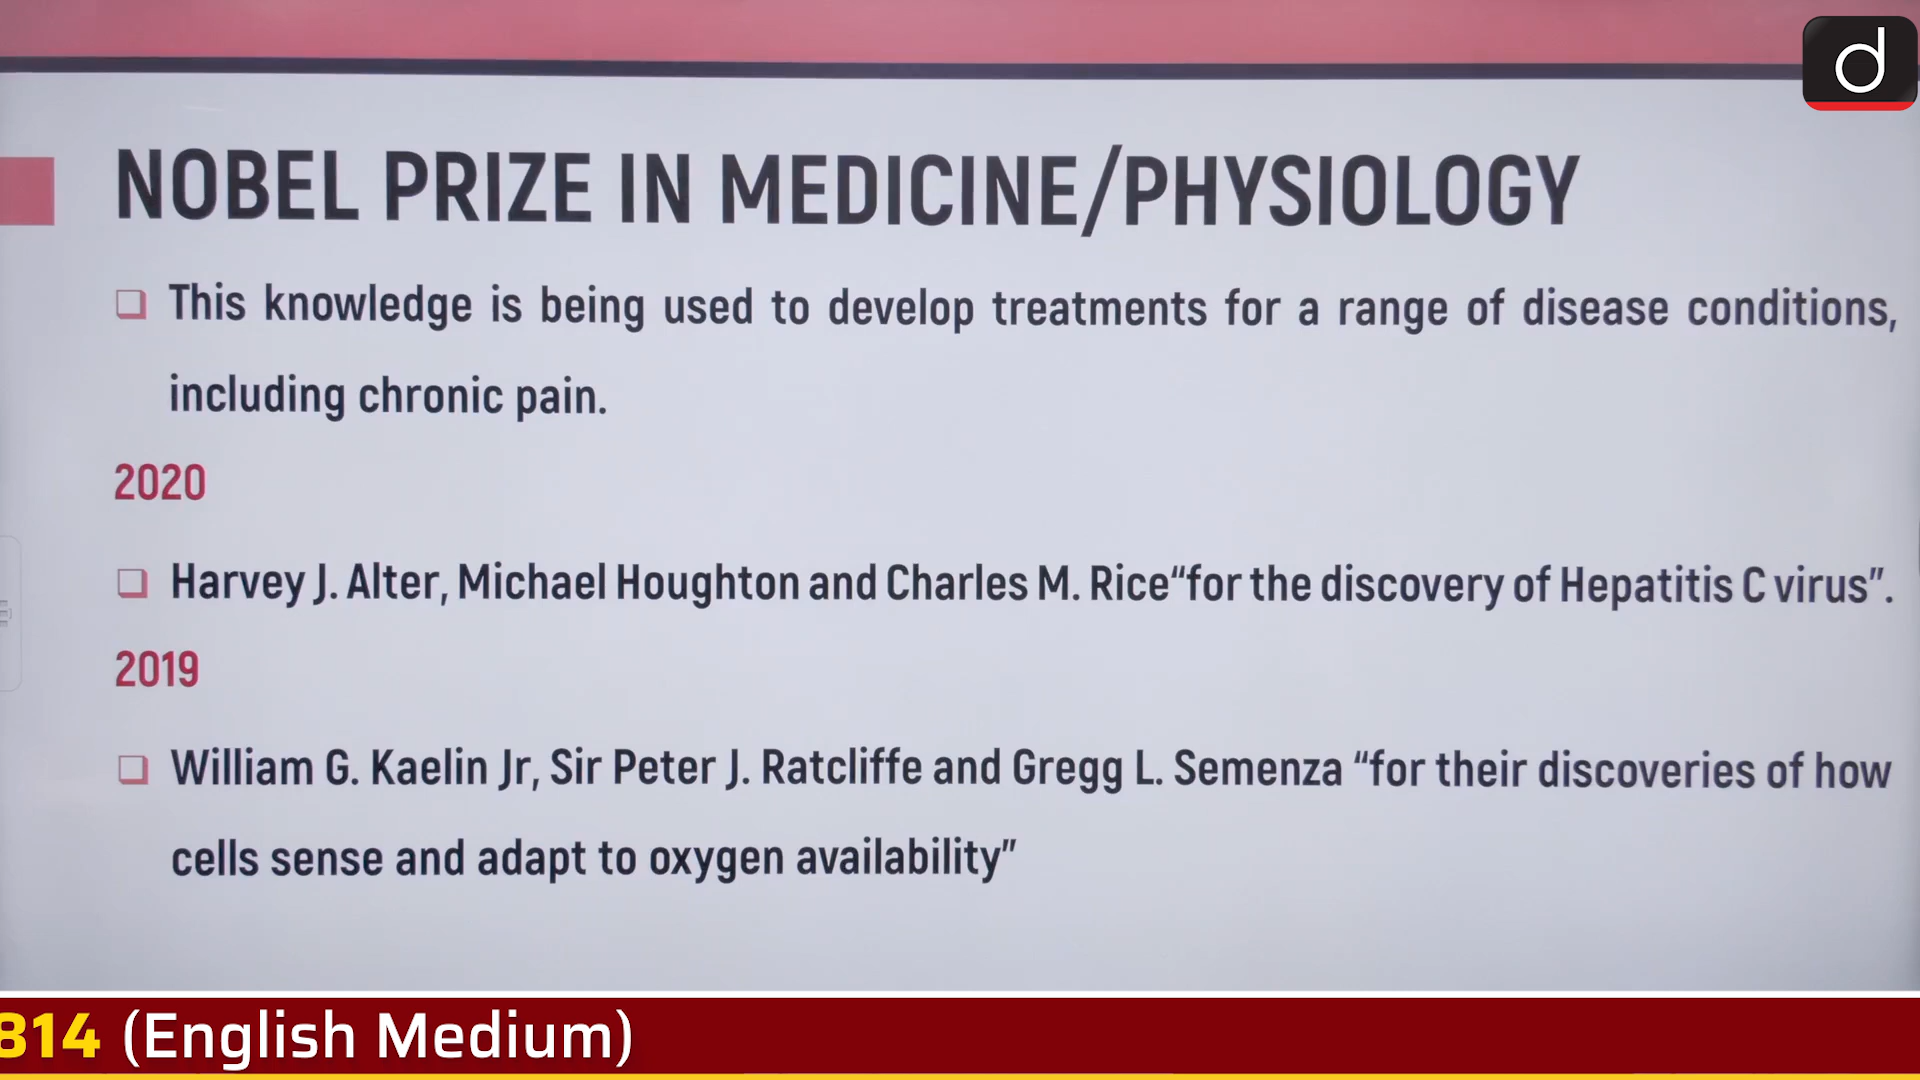 d
NOBEL PRIZE IN MEDICINE/PHYSIOLOGY
This knowledge is being used to develop treatments for a range of disease conditions,
including chronic pain.
2020
Harvey J. Alter, Michael Houghton and Charles M. Rice“for the discovery of Hepatitis C virus”.
2019
William G. Kaelin Jr, Sir Peter J. Ratcliffe and Gregg L. Semenza “for their discoveries of how
cells sense and adapt to oxygen availability”
814 (English Medium)